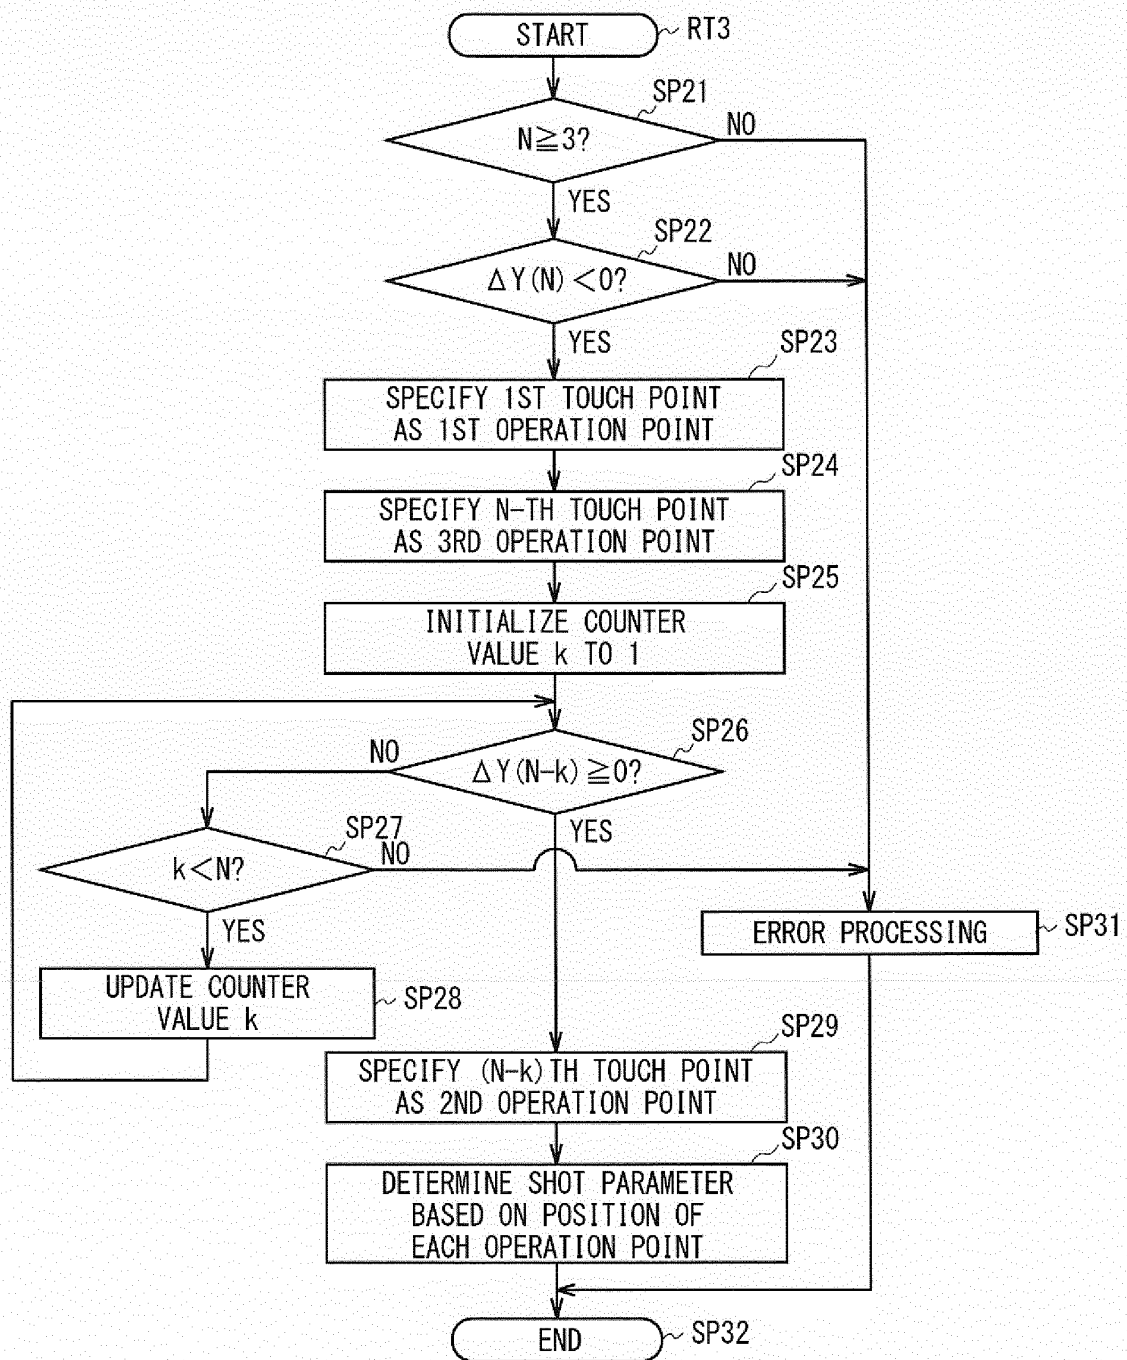 START
RT3
SP21
N≧3?
NO
YES
SP22
ΔY(N)<0?
NO
YES
SP23
SPECIFY 1ST TOUCH POINT
AS 1ST OPERATION POINT
SP24
SPECIFY N-TH TOUCH POINT
AS 3RD OPERATION POINT
SP25
INITIALIZE COUNTER
VALUE k TO 1
SP26
ΔY(N-k)≧0?
NO
YES
SP27
k<N?
NO
YES
ERROR PROCESSING
SP31
UPDATE COUNTER
VALUE k
SP28
SP29
SPECIFY (N-k)TH TOUCH POINT
AS 2ND OPERATION POINT
SP30
DETERMINE SHOT PARAMETER
BASED ON POSITION OF
EACH OPERATION POINT
END
SP32